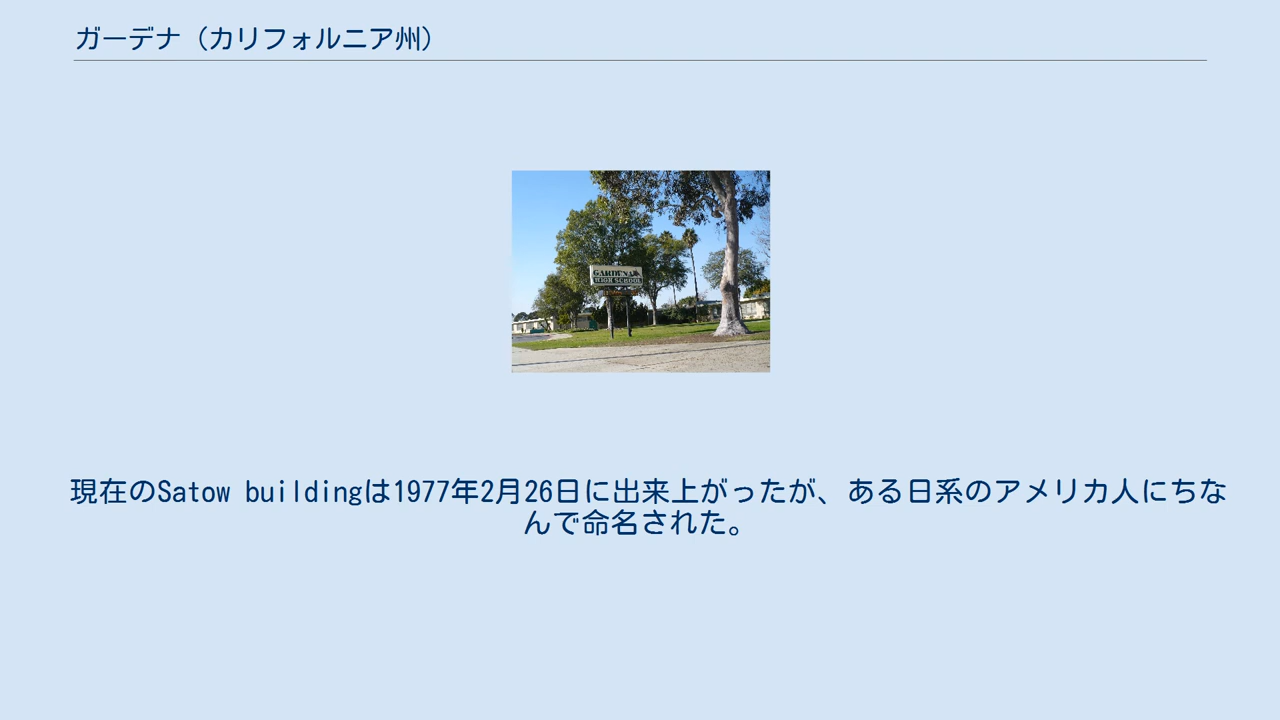 ガーデナ（カリフォルニア州）
GARDENA
HIGH SCHOOL
現在のSatow buildingは1977年2月26日に出来上がったが、ある日系のアメリカ人にちな
んで命名された。